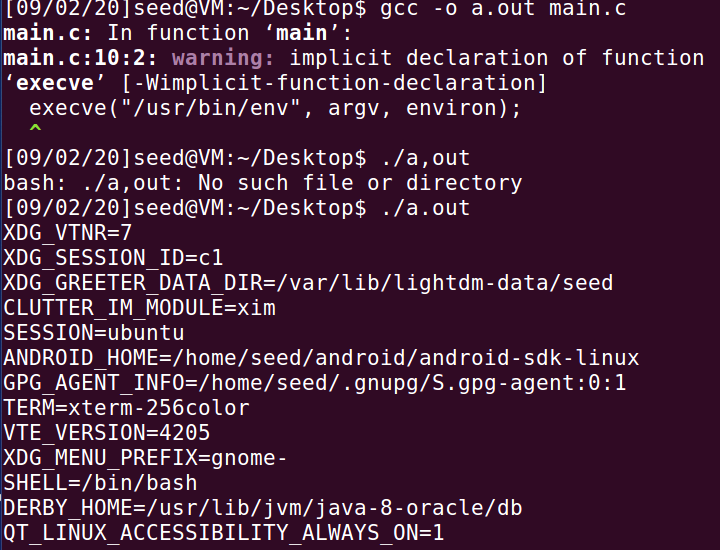 [09/02/20]seed@VM:~/Desktop$ gcc -o a.out main.c
main.c: In function ‘main’:
main.c:10:2: warning: implicit declaration of function
‘execve’ [-Wimplicit-function-declaration]
  execve("/usr/bin/env", argv, environ);
  ^
[09/02/20]seed@VM:~/Desktop$ ./a,out
bash: ./a,out: No such file or directory
[09/02/20]seed@VM:~/Desktop$ ./a.out
XDG_VTNR=7
XDG_SESSION_ID=c1
XDG_GREETER_DATA_DIR=/var/lib/lightdm-data/seed
CLUTTER_IM_MODULE=xim
SESSION=ubuntu
ANDROID_HOME=/home/seed/android/android-sdk-linux
GPG_AGENT_INFO=/home/seed/.gnupg/S.gpg-agent:0:1
TERM=xterm-256color
VTE_VERSION=4205
XDG_MENU_PREFIX=gnome-
SHELL=/bin/bash
DERBY_HOME=/usr/lib/jvm/java-8-oracle/db
QT_LINUX_ACCESSIBILITY_ALWAYS_ON=1